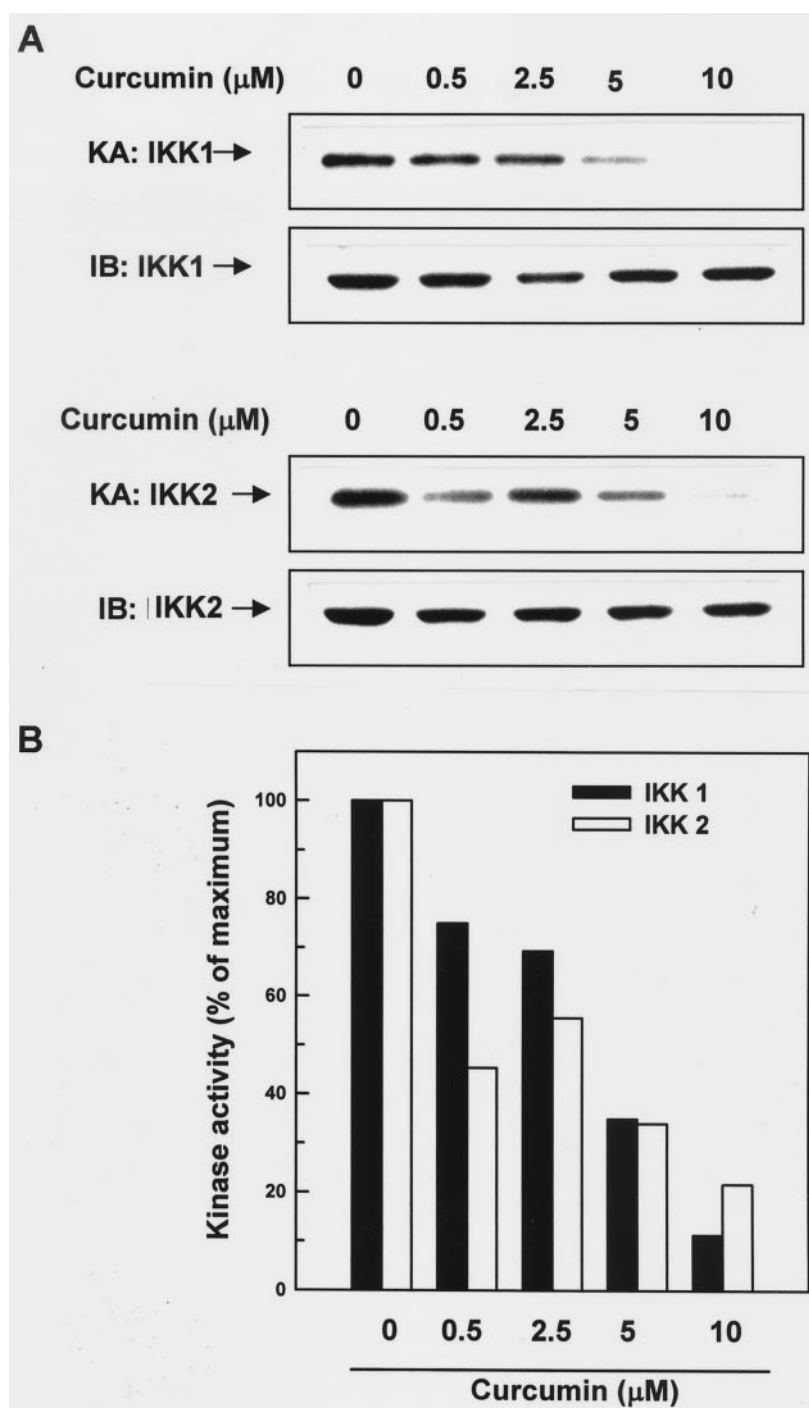 A
Curcumin (μM) 0 0.5 2.5 5 10
KA: IKK1
IB: IKK1
Curcumin (μM) 0 0.5 2.5 5 10
KA: IKK2
IB: IKK2
B
IKK 1
IKK 2
Kinase activity (% of maximum)
100
80
60
40
20
0
0 0.5 2.5 5 10
Curcumin (μM)